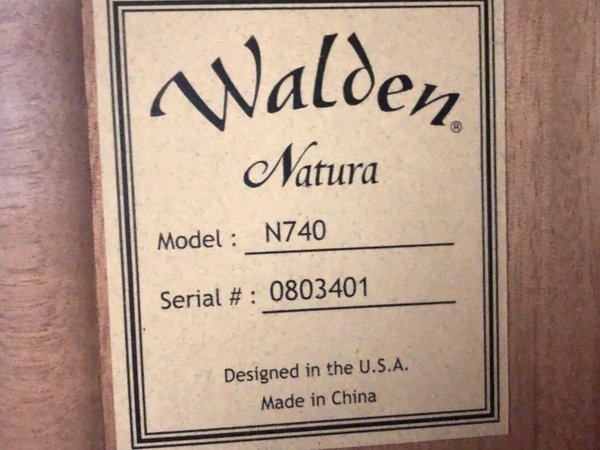 Walden®
Natura
Model : N740
Serial # : 0803401
Designed in the U.S.A.
Made in China